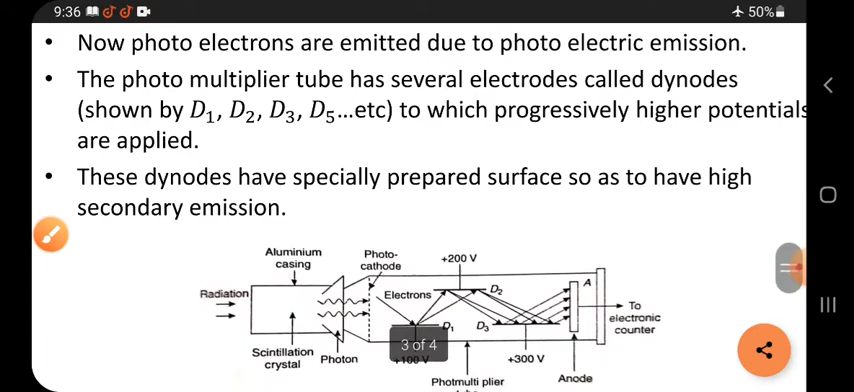 9:36
50%
• Now photo electrons are emitted due to photo electric emission.
• The photo multiplier tube has several electrodes called dynodes
(shown by D₁, D₂, D₃, D₅...etc) to which progressively higher potentials
are applied.
• These dynodes have specially prepared surface so as to have high
secondary emission.
Aluminium
casing
Photo-
cathode
+200 V
Radiation
Electrons
D₂
A
D₁
D₃
To
electronic
counter
3 of 4
Scintillation
crystal
Photon
+100 V
+300 V
Photmulti plier
Anode